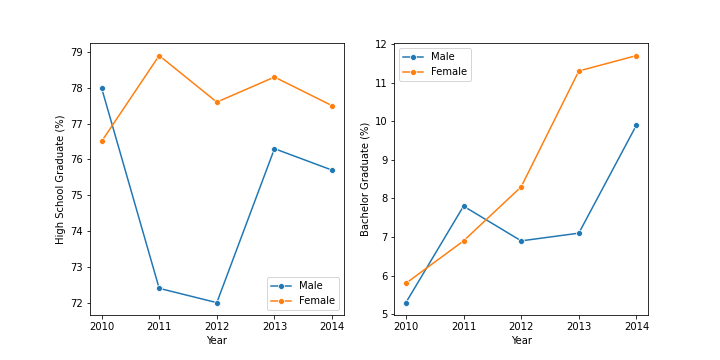 79
78
77
76
75
74
73
72
High School Graduate (%)
2010 2011 2012 2013 2014
Year
Male
Female
12
11
10
9
8
7
6
5
Bachelor Graduate (%)
2010 2011 2012 2013 2014
Year
Male
Female